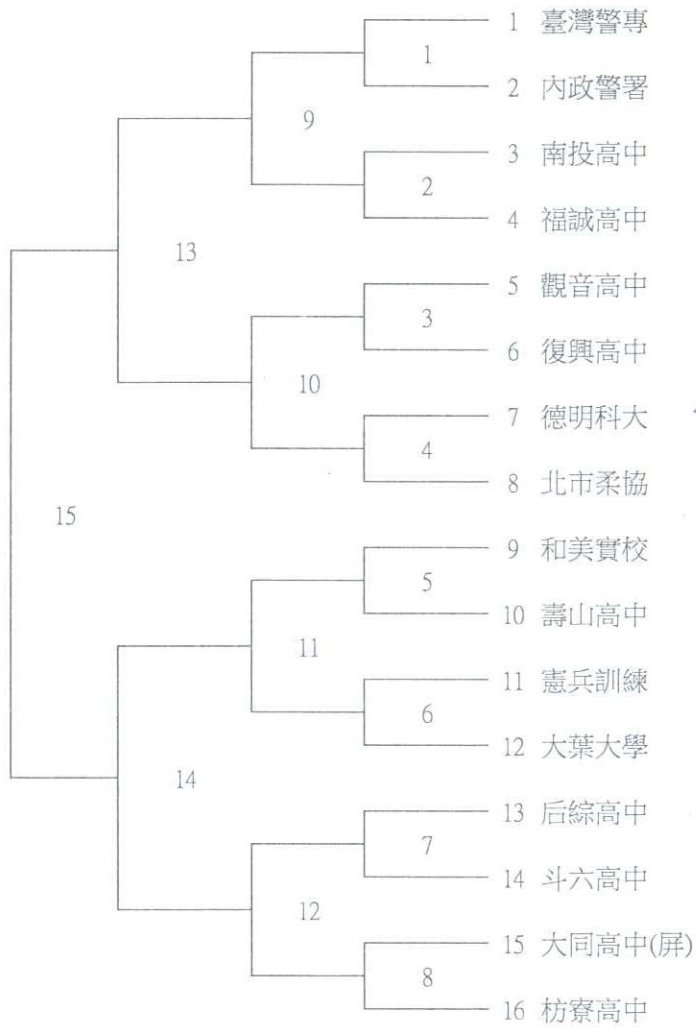 1 臺灣警專
1
2 內政警署
9
3 南投高中
2
4 福誠高中
13
5 觀音高中
3
6 復興高中
10
7 德明科大
4
8 北市柔協
15
9 和美實校
5
10 壽山高中
11
11 憲兵訓練
6
12 大葉大學
14
13 后綜高中
7
14 斗六高中
12
15 大同高中(屏)
8
16 枋寮高中